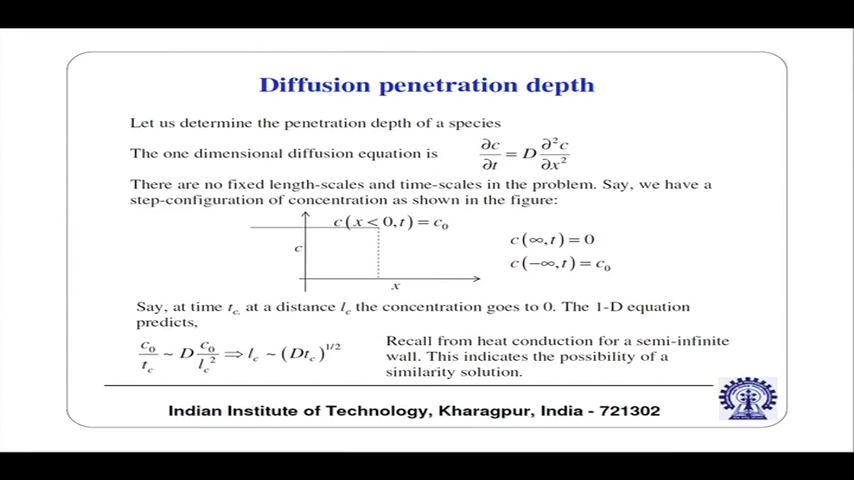 Diffusion penetration depth
Let us determine the penetration depth of a species
The one dimensional diffusion equation is ∂c/∂t = D ∂²c/∂x²
There are no fixed length-scales and time-scales in the problem. Say, we have a
step-configuration of concentration as shown in the figure:
c(x < 0, t) = c₀
c
x
c(∞, t) = 0
c(−∞, t) = c₀
Say, at time t_c at a distance l_c the concentration goes to 0. The 1-D equation
predicts,
c₀/t_c ~ D c₀/l_c² ⇒ l_c ~ (Dt_c)^{1/2}
Recall from heat conduction for a semi-infinite
wall. This indicates the possibility of a
similarity solution.
Indian Institute of Technology, Kharagpur, India - 721302